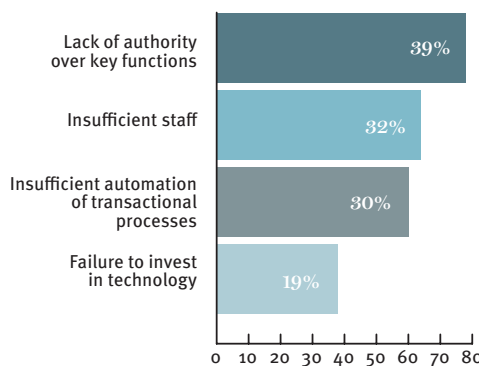 Lack of authority
over key functions
39%
Insufficient staff
32%
Insufficient automation
of transactional
processes
30%
Failure to invest
in technology
19%
0 10 20 30 40 50 60 70 80